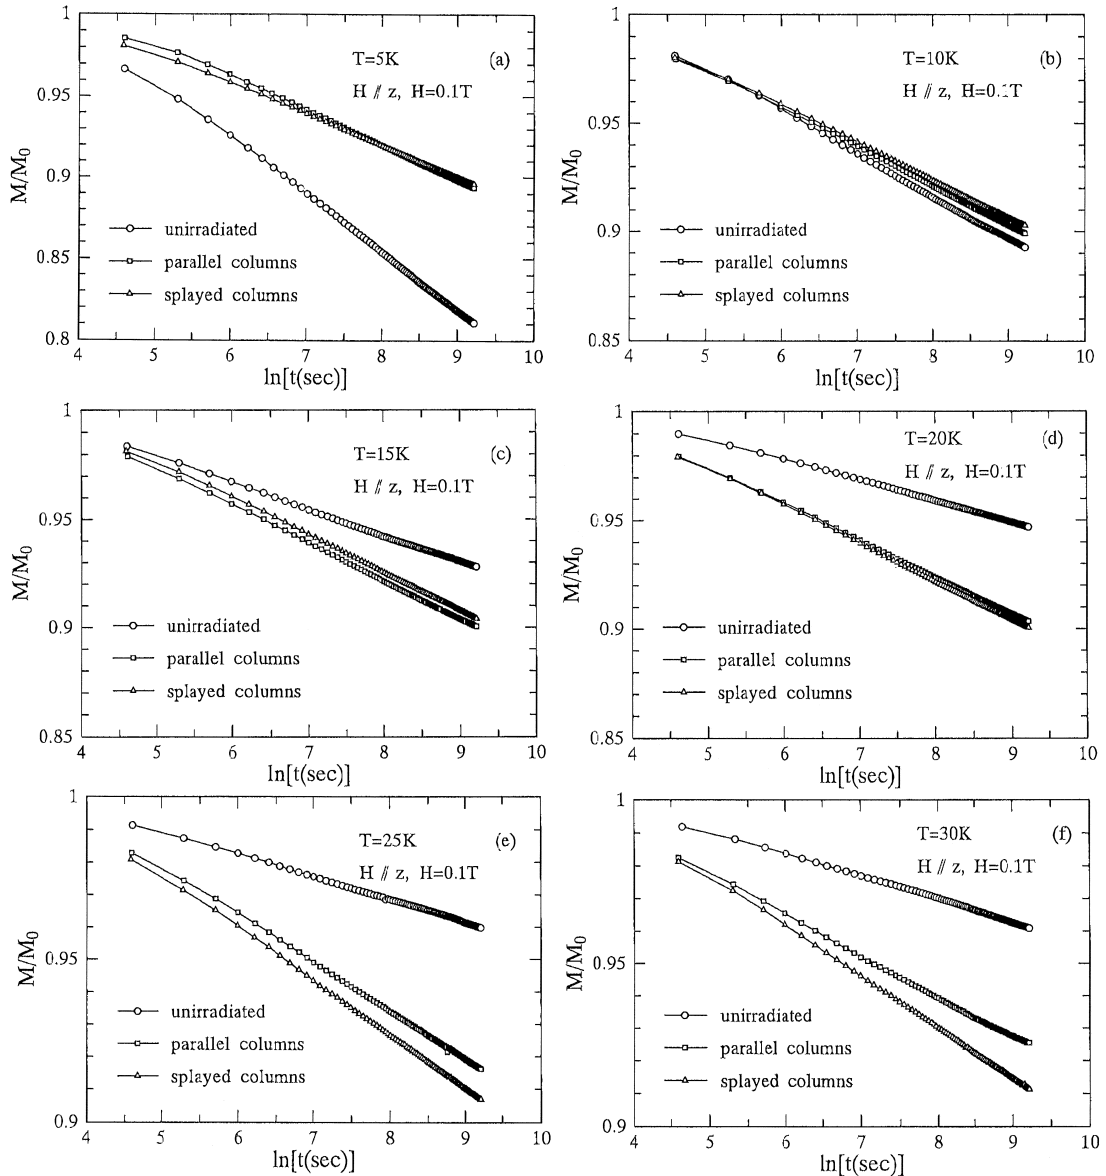 1
0.95
0.9
0.85
0.8
M/M0
T=5K
(a)
H // z, H=0.1T
unirradiated
parallel columns
splayed columns
4 5 6 7 8 9 10
ln[t(sec)]
1
0.95
0.9
0.85
M/M0
T=10K
(b)
H // z, H=0.1T
unirradiated
parallel columns
splayed columns
4 5 6 7 8 9 10
ln[t(sec)]
1
0.95
0.9
0.85
M/M0
T=15K
(c)
H // z, H=0.1T
unirradiated
parallel columns
splayed columns
4 5 6 7 8 9 10
ln[t(sec)]
1
0.95
0.9
0.85
M/M0
T=20K
(d)
H // z, H=0.1T
unirradiated
parallel columns
splayed columns
4 5 6 7 8 9 10
ln[t(sec)]
1
0.95
0.9
M/M0
T=25K
(e)
H // z, H=0.1T
unirradiated
parallel columns
splayed columns
4 5 6 7 8 9 10
ln[t(sec)]
1
0.95
0.9
M/M0
T=30K
(f)
H // z, H=0.1T
unirradiated
parallel columns
splayed columns
4 5 6 7 8 9 10
ln[t(sec)]